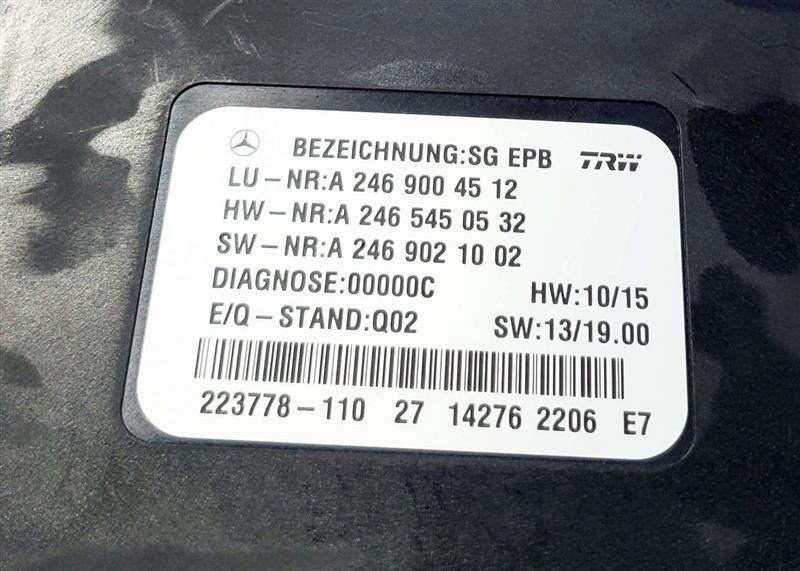 BEZEICHNUNG:SG EPB TRW
LU-NR:A 246 900 45 12
HW-NR:A 246 545 05 32
SW-NR:A 246 902 10 02
DIAGNOSE:00000C HW:10/15
E/Q-STAND:Q02 SW:13/19.00
223778-110 27 14276 2206 E7